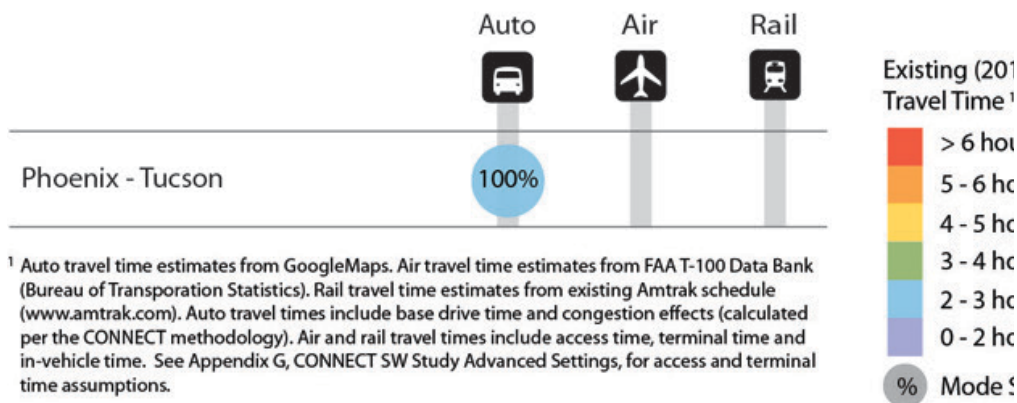 Auto Air Rail
Phoenix - Tucson
100%
1 Auto travel time estimates from GoogleMaps. Air travel time estimates from FAA T-100 Data Bank
(Bureau of Transporation Statistics). Rail travel time estimates from existing Amtrak schedule
(www.amtrak.com). Auto travel times include base drive time and congestion effects (calculated
per the CONNECT methodology). Air and rail travel times include access time, terminal time and
in-vehicle time. See Appendix G, CONNECT SW Study Advanced Settings, for access and terminal
time assumptions.
Existing (201
Travel Time 1
> 6 hou
5 - 6 ho
4 - 5 ho
3 - 4 ho
2 - 3 ho
0 - 2 ho
% Mode S